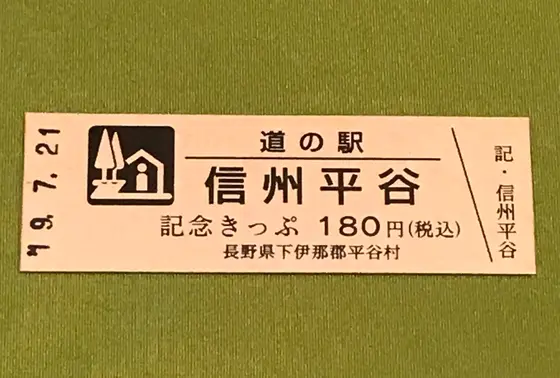 19.7.21
道の駅
信州平谷
記念きっぷ 180円(税込)
長野県下伊那郡平谷村
記・信州平谷